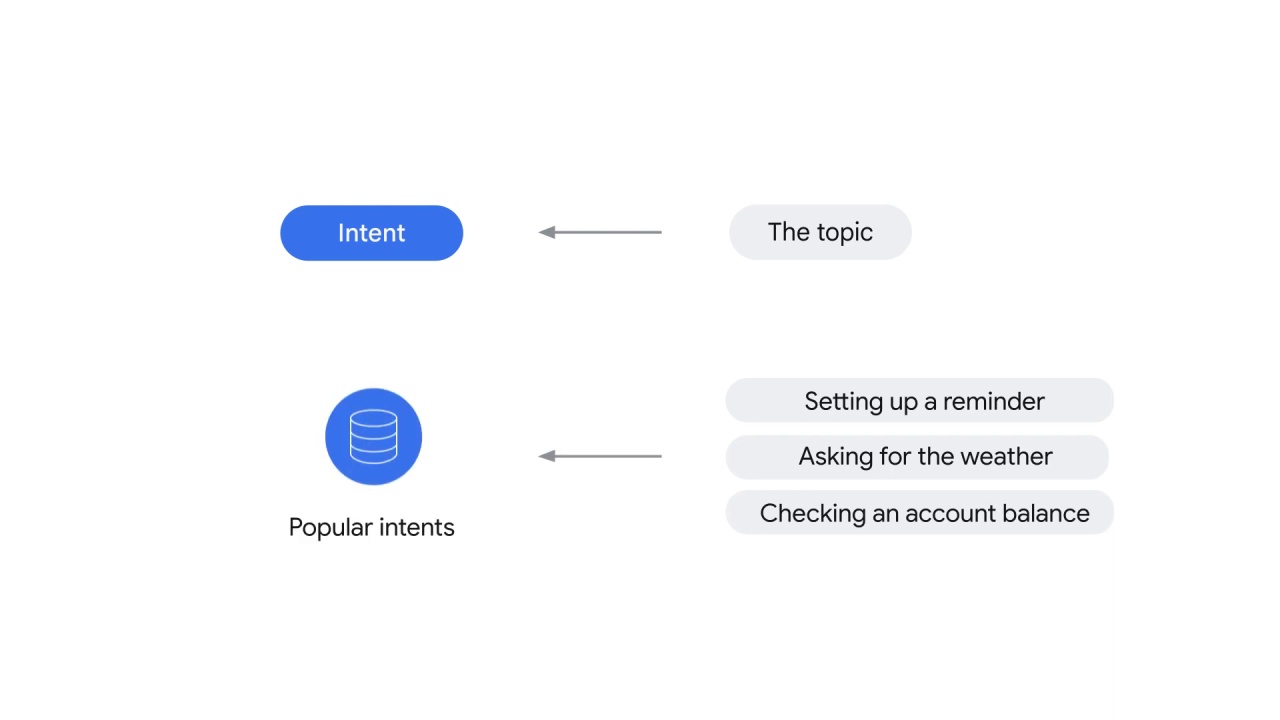 Intent
The topic
Setting up a reminder
Asking for the weather
Checking an account balance
Popular intents